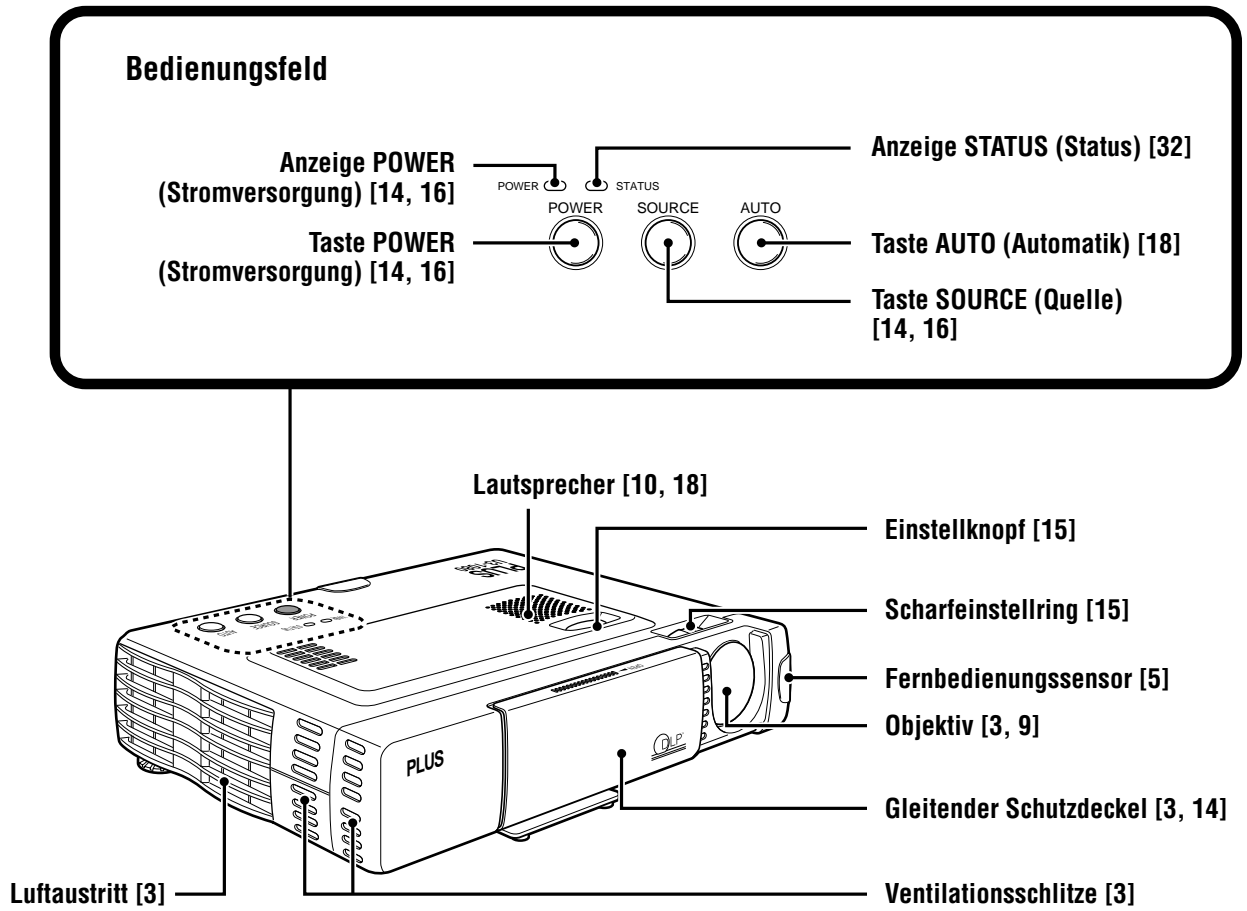 Bedienungsfeld
Anzeige POWER
(Stromversorgung) [14, 16]
Anzeige STATUS (Status) [32]
POWER
STATUS
POWER
SOURCE
AUTO
Taste POWER
(Stromversorgung) [14, 16]
Taste AUTO (Automatik) [18]
Taste SOURCE (Quelle)
[14, 16]
Lautsprecher [10, 18]
Einstellknopf [15]
Scharfeinstellring [15]
Fernbedienungssensor [5]
Objektiv [3, 9]
PLUS
PLUS
DLP
Gleitender Schutzdeckel [3, 14]
Luftaustritt [3]
Ventilationsschlitze [3]